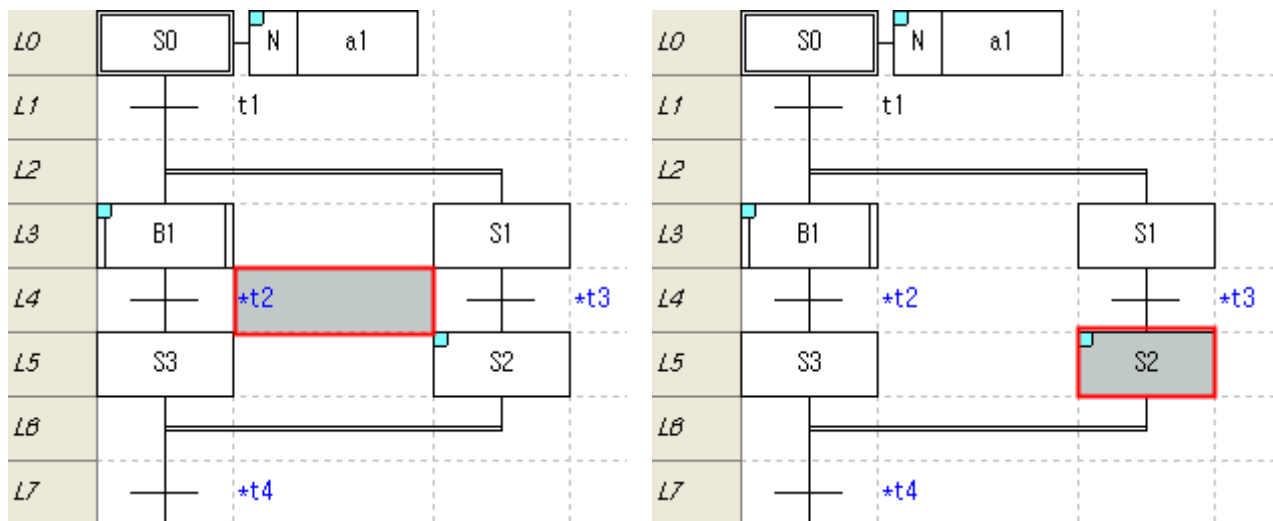 L0 S0 N a1
L1 t1
L2
L3 B1 S1
L4 *t2 *t3
L5 S3 S2
L6
L7 *t4
L0 S0 N a1
L1 t1
L2
L3 B1 S1
L4 *t2 *t3
L5 S3 S2
L6
L7 *t4